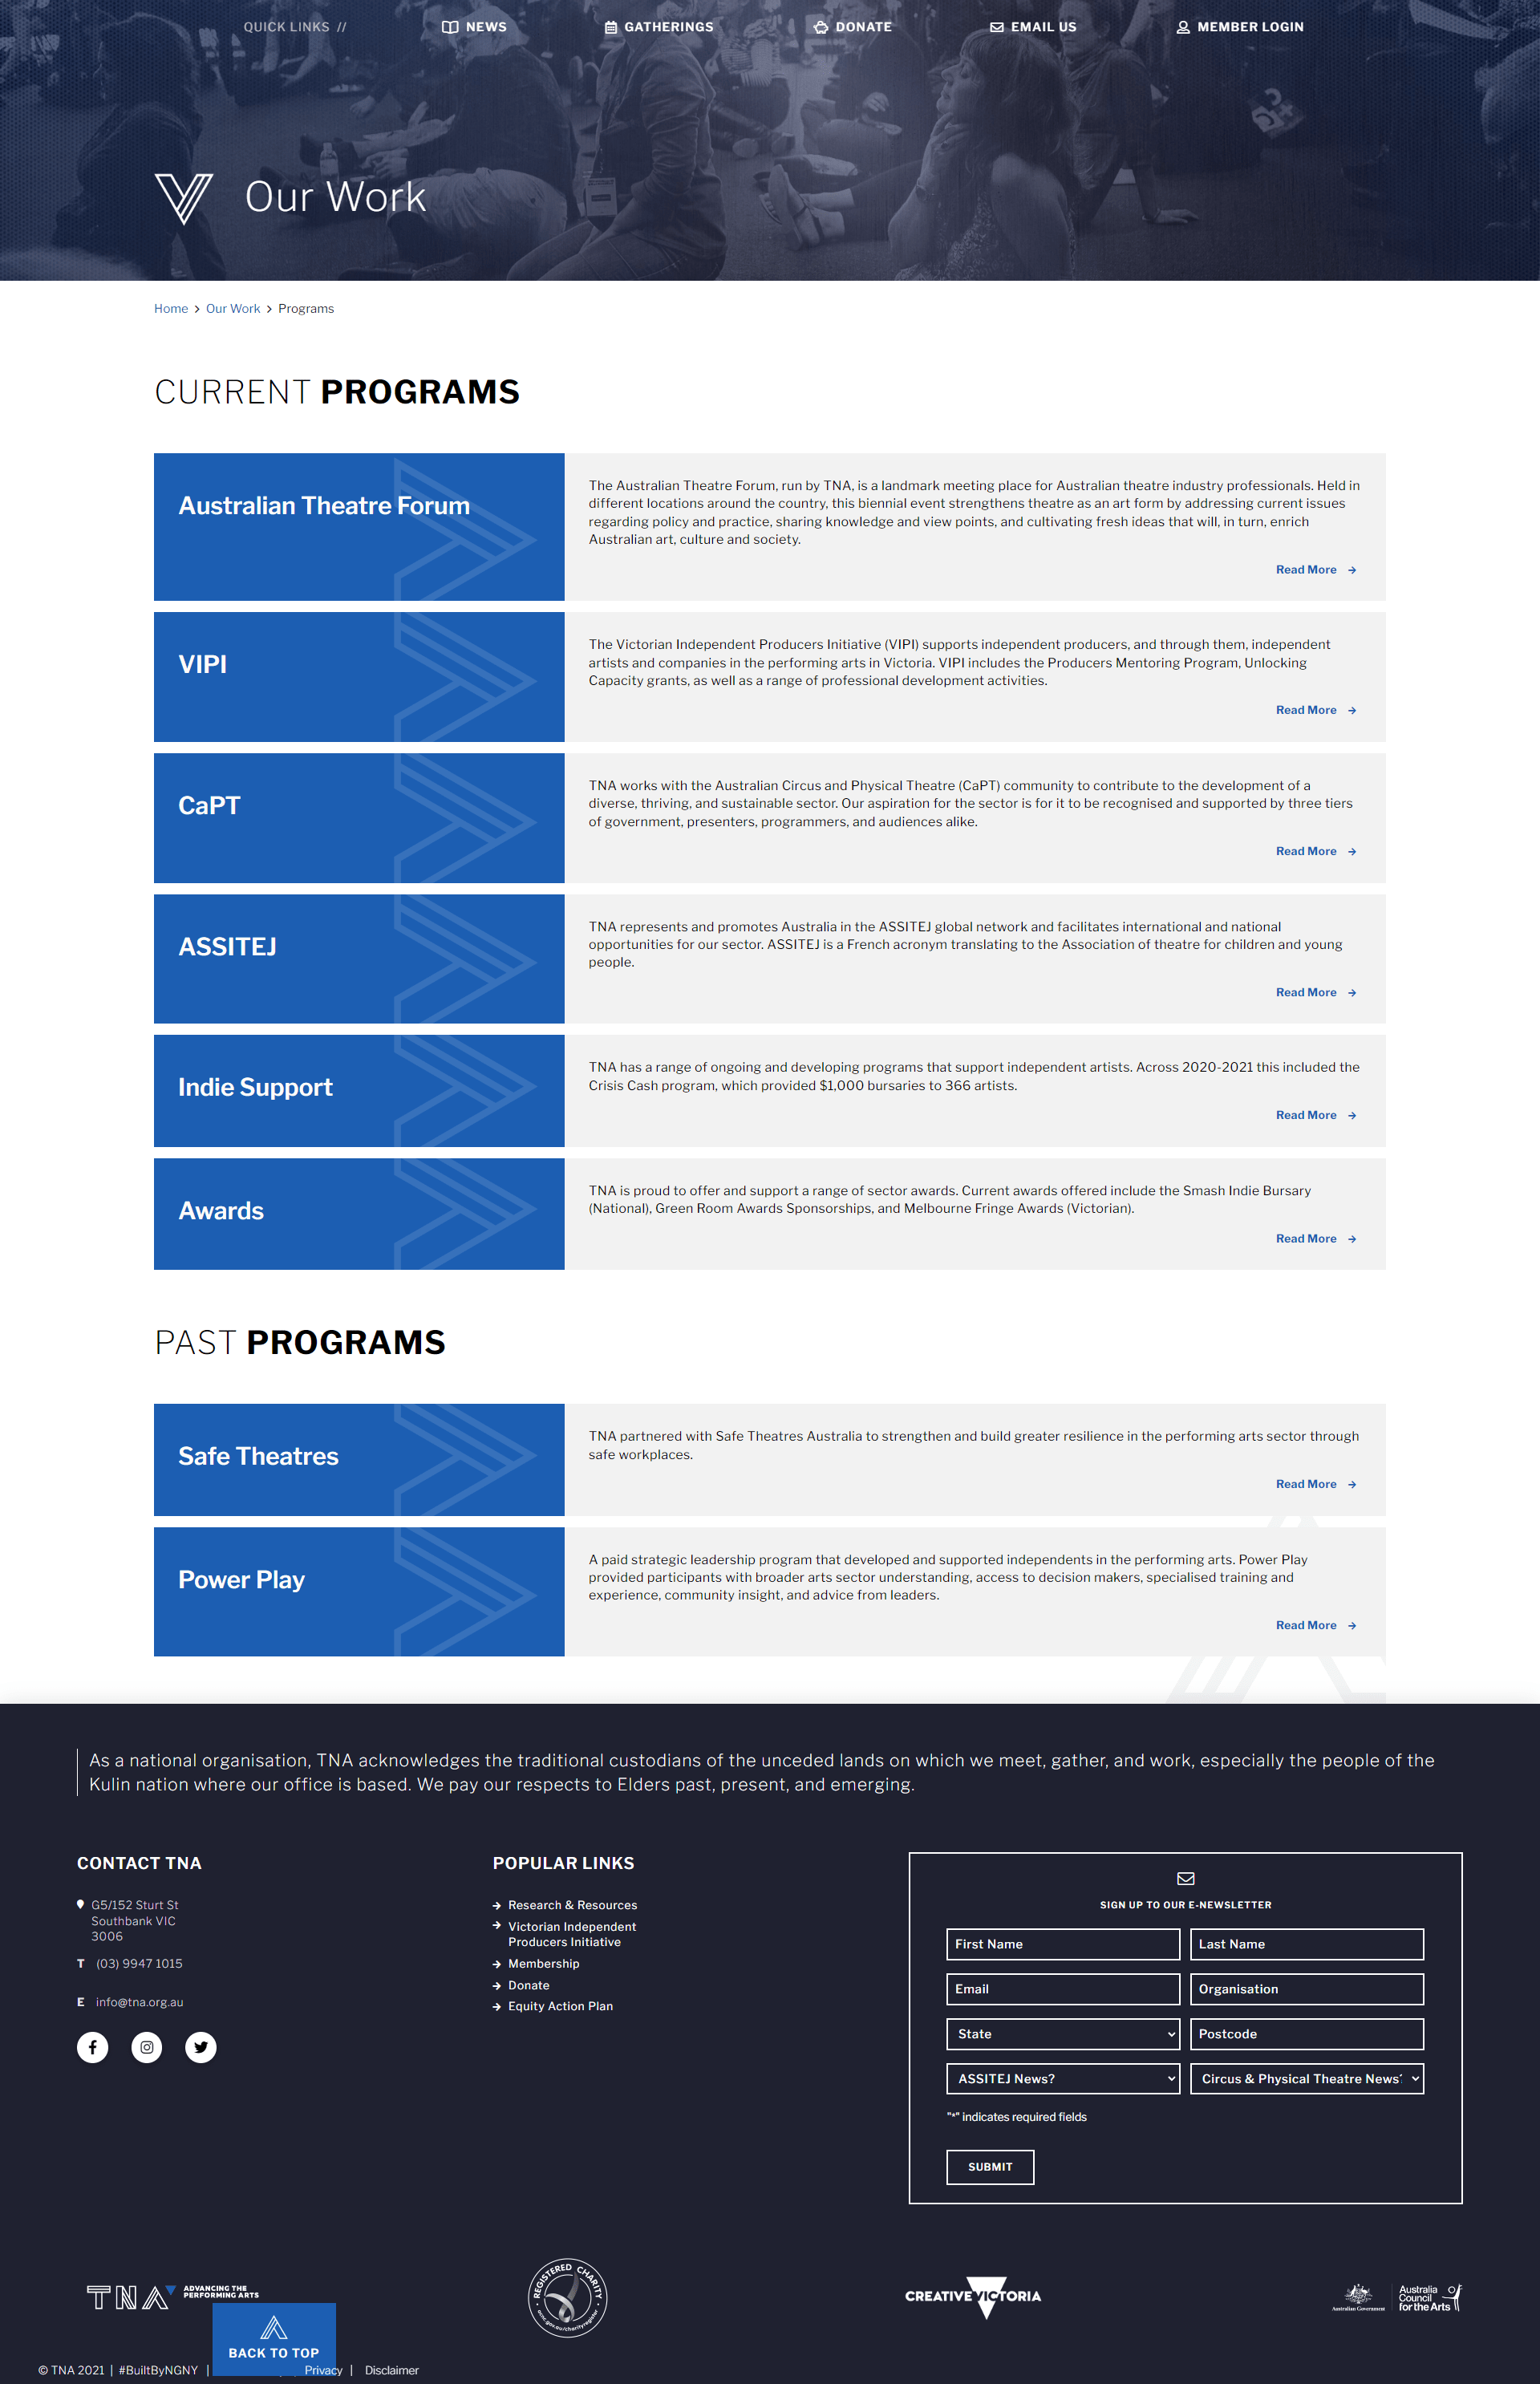 QUICK LINKS //
NEWS
GATHERINGS
DONATE
EMAIL US
MEMBER LOGIN
Our Work
Home > Our Work > Programs
CURRENT PROGRAMS
Australian Theatre Forum
The Australian Theatre Forum, run by TNA, is a landmark meeting place for Australian theatre industry professionals. Held in
different locations around the country, this biennial event strengthens theatre as an art form by addressing current issues
regarding policy and practice, sharing knowledge and view points, and cultivating fresh ideas that will, in turn, enrich
Australian art, culture and society.
Read More →
VIPI
The Victorian Independent Producers Initiative (VIPI) supports independent producers, and through them, independent
artists and companies in the performing arts in Victoria. VIPI includes the Producers Mentoring Program, Unlocking
Capacity grants, as well as a range of professional development activities.
Read More →
CaPT
TNA works with the Australian Circus and Physical Theatre (CaPT) community to contribute to the development of a
diverse, thriving, and sustainable sector. Our aspiration for the sector is for it to be recognised and supported by three tiers
of government, presenters, programmers, and audiences alike.
Read More →
ASSITEJ
TNA represents and promotes Australia in the ASSITEJ global network and facilitates international and national
opportunities for our sector. ASSITEJ is a French acronym translating to the Association of theatre for children and young
people.
Read More →
Indie Support
TNA has a range of ongoing and developing programs that support independent artists. Across 2020-2021 this included the
Crisis Cash program, which provided $1,000 bursaries to 366 artists.
Read More →
Awards
TNA is proud to offer and support a range of sector awards. Current awards offered include the Smash Indie Bursary
(National), Green Room Awards Sponsorships, and Melbourne Fringe Awards (Victorian).
Read More →
PAST PROGRAMS
Safe Theatres
TNA partnered with Safe Theatres Australia to strengthen and build greater resilience in the performing arts sector through
safe workplaces.
Read More →
Power Play
A paid strategic leadership program that developed and supported independents in the performing arts. Power Play
provided participants with broader arts sector understanding, access to decision makers, specialised training and
experience, community insight, and advice from leaders.
Read More →
As a national organisation, TNA acknowledges the traditional custodians of the unceded lands on which we meet, gather, and work, especially the people of the
Kulin nation where our office is based. We pay our respects to Elders past, present, and emerging.
CONTACT TNA
G5/152 Sturt St
Southbank VIC
3006
T (03) 9947 1015
E info@tna.org.au
POPULAR LINKS
→ Research & Resources
→ Victorian Independent
Producers Initiative
→ Membership
→ Donate
→ Equity Action Plan
SIGN UP TO OUR E-NEWSLETTER
First Name
Last Name
Email
Organisation
State
Postcode
ASSITEJ News?
Circus & Physical Theatre News?
"*" indicates required fields
SUBMIT
TNA
ADVANCING THE
PERFORMING ARTS
REGISTERED CHARITY
acnc.gov.au/charityregister
CREATIVE VICTORIA
Australian Government
Australia
Council
for the Arts
BACK TO TOP
© TNA 2021 | #BuiltByNGNY |
Privacy | Disclaimer